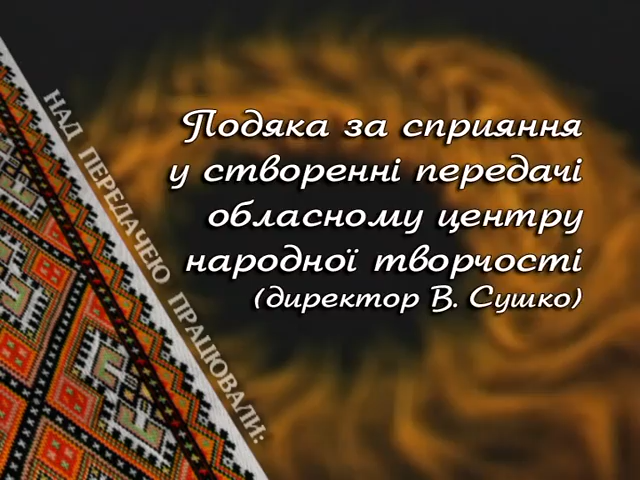 НАД ПЕРЕДАЧЕЮ ПРАЦЮВАЛИ:
Подяка за сприяння
у створенні передачі
обласному центру
народної творчості
(директор В. Сушко)